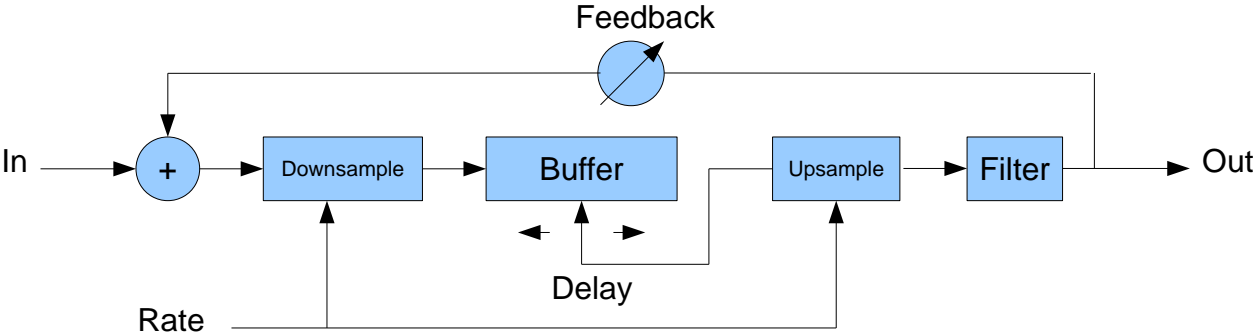 Feedback
In
+
Downsample
Buffer
Upsample
Filter
Out
Delay
Rate